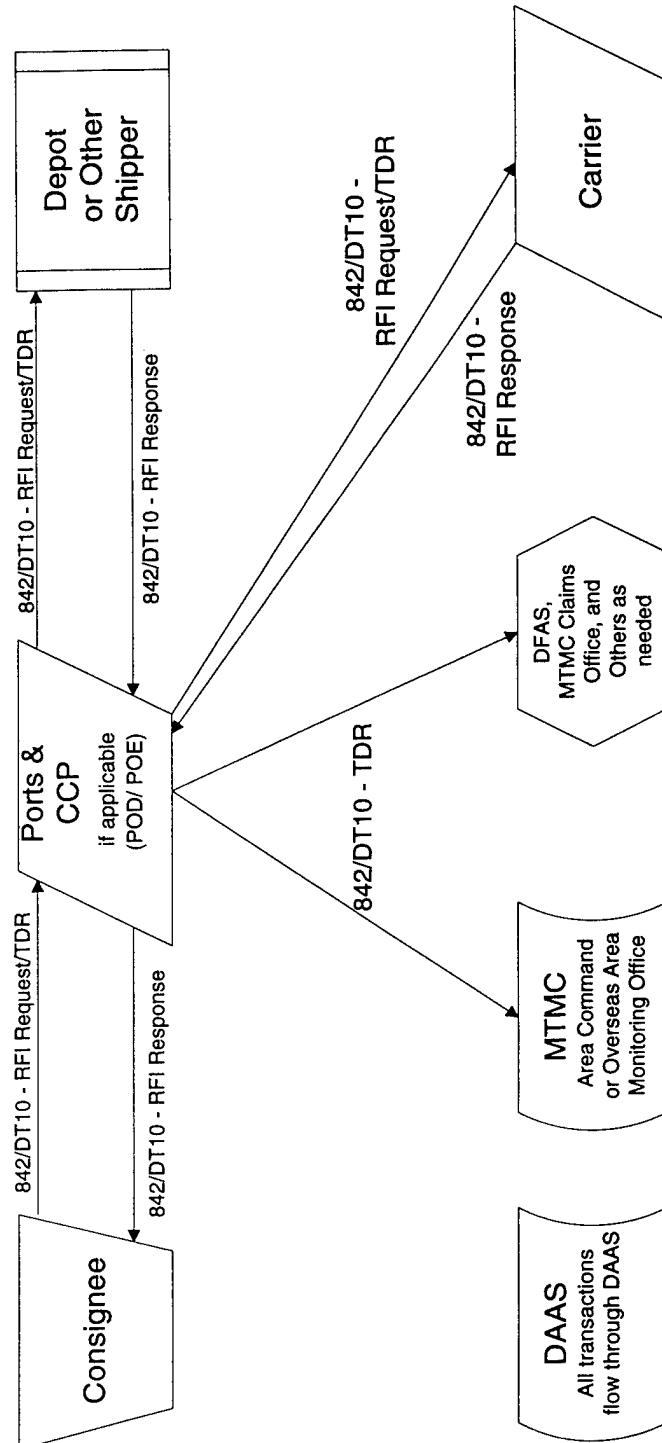 Consignee
842/DT10 - RFI Request/TDR
842/DT10 - RFI Response
Ports &
CCP
if applicable
(POD/ POE)
842/DT10 - RFI Request/TDR
842/DT10 - RFI Response
Depot
or Other
Shipper
842/DT10 - TDR
842/DT10 -
RFI Request/TDR
842/DT10 -
RFI Response
DAAS
All transactions
flow through DAAS
MTMC
Area Command
or Overseas Area
Monitoring Office
DFAS,
MTMC Claims
Office, and
Others as
needed
Carrier